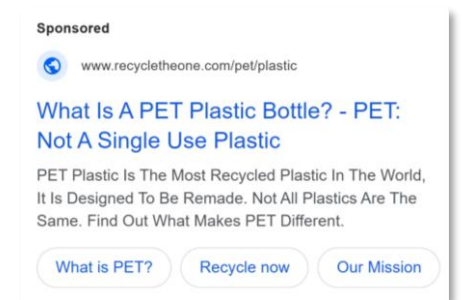 Sponsored
www.recycletheone.com/pet/plastic
What Is A PET Plastic Bottle? - PET:
Not A Single Use Plastic
PET Plastic Is The Most Recycled Plastic In The World,
It Is Designed To Be Remade. Not All Plastics Are The
Same. Find Out What Makes PET Different.
What is PET? Recycle now Our Mission